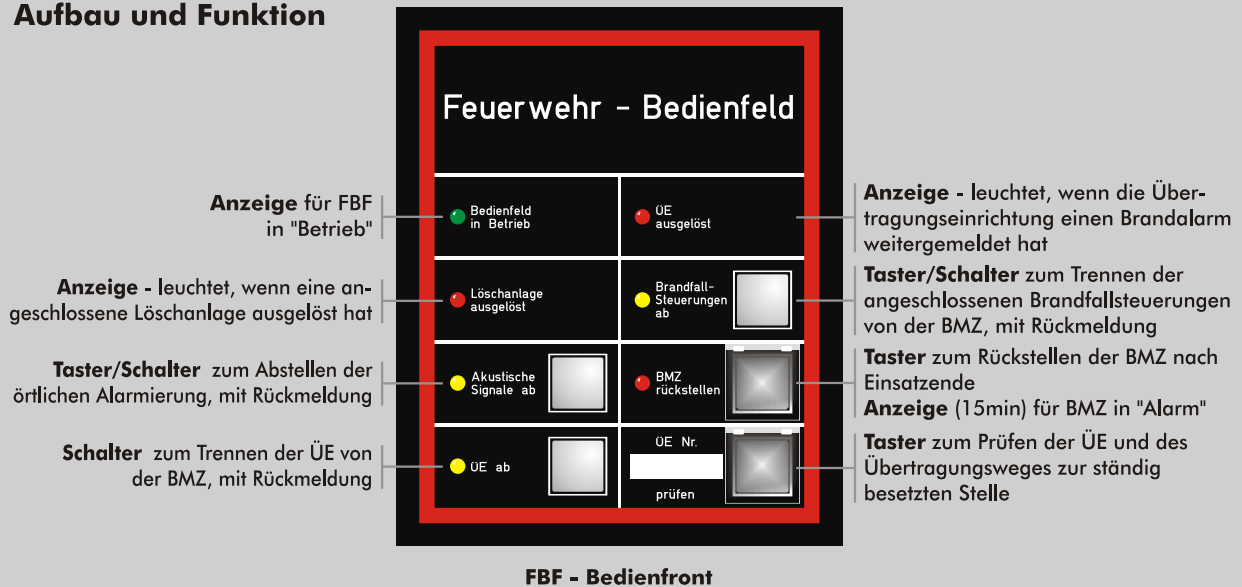 Aufbau und Funktion
Feuerwehr - Bedienfeld
Anzeige für FBF
in "Betrieb"
Bedienfeld
in Betrieb
ÜE
ausgelöst
Anzeige - leuchtet, wenn die Über-
tragungseinrichtung einen Brandalarm
weitergemeldet hat
Anzeige - leuchtet, wenn eine an-
geschlossene Löschanlage ausgelöst hat
Löschanlage
ausgelöst
Brandfall-
Steuerungen
ab
Taster/Schalter zum Trennen der
angeschlossenen Brandfallsteuerungen
von der BMZ, mit Rückmeldung
Taster/Schalter zum Abstellen der
örtlichen Alarmierung, mit Rückmeldung
Akustische
Signale ab
BMZ
rückstellen
Taster zum Rückstellen der BMZ nach
Einsatzende
Anzeige (15min) für BMZ in "Alarm"
Schalter zum Trennen der ÜE von
der BMZ, mit Rückmeldung
ÜE ab
ÜE Nr.
prüfen
Taster zum Prüfen der ÜE und des
Übertragungsweges zur ständig
besetzten Stelle
FBF - Bedienfront